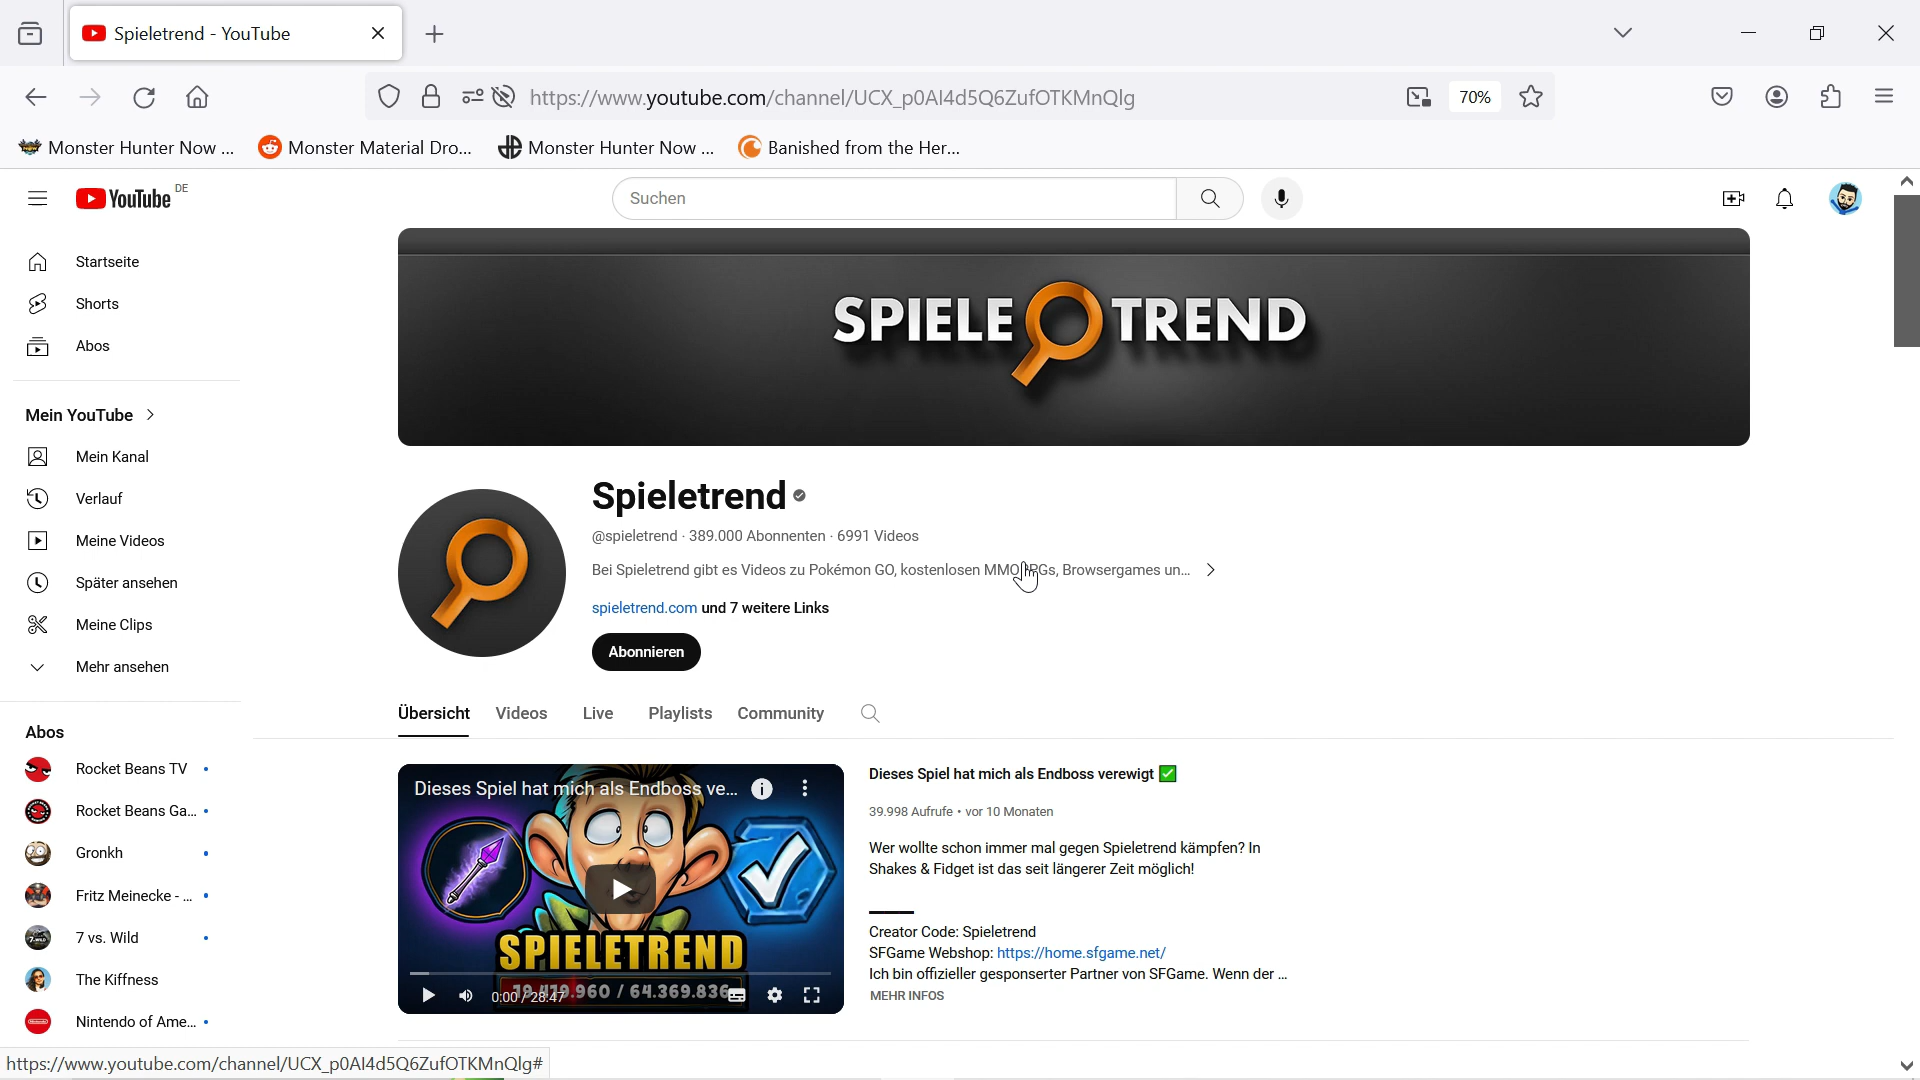 Spieletrend - YouTube
https://www.youtube.com/channel/UCX_p0AI4d5Q6ZufOTKMnQlg
70%
Monster Hunter Now ...
Monster Material Dro...
Monster Hunter Now ...
Banished from the Her...
YouTube DE
Suchen
Startseite
Shorts
Abos
Mein YouTube
Mein Kanal
Verlauf
Meine Videos
Später ansehen
Meine Clips
Mehr ansehen
Abos
Rocket Beans TV
Rocket Beans Ga...
Gronkh
Fritz Meinecke - ...
7 vs. Wild
The Kiffness
Nintendo of Ame...
SPIELE TREND
Spieletrend
@spieletrend · 389.000 Abonnenten · 6991 Videos
Bei Spieletrend gibt es Videos zu Pokémon GO, kostenlosen MMORPGs, Browsergames un...
spieletrend.com und 7 weitere Links
Abonnieren
Übersicht Videos Live Playlists Community
Dieses Spiel hat mich als Endboss ve...
SPIELETREND
19.419.960 / 64.369.836
0:00 / 28:47
Dieses Spiel hat mich als Endboss verewigt ✅
39.998 Aufrufe • vor 10 Monaten
Wer wollte schon immer mal gegen Spieletrend kämpfen? In
Shakes & Fidget ist das seit längerer Zeit möglich!
Creator Code: Spieletrend
SFGame Webshop: https://home.sfgame.net/
Ich bin offizieller gesponserter Partner von SFGame. Wenn der ...
MEHR INFOS
https://www.youtube.com/channel/UCX_p0AI4d5Q6ZufOTKMnQlg#